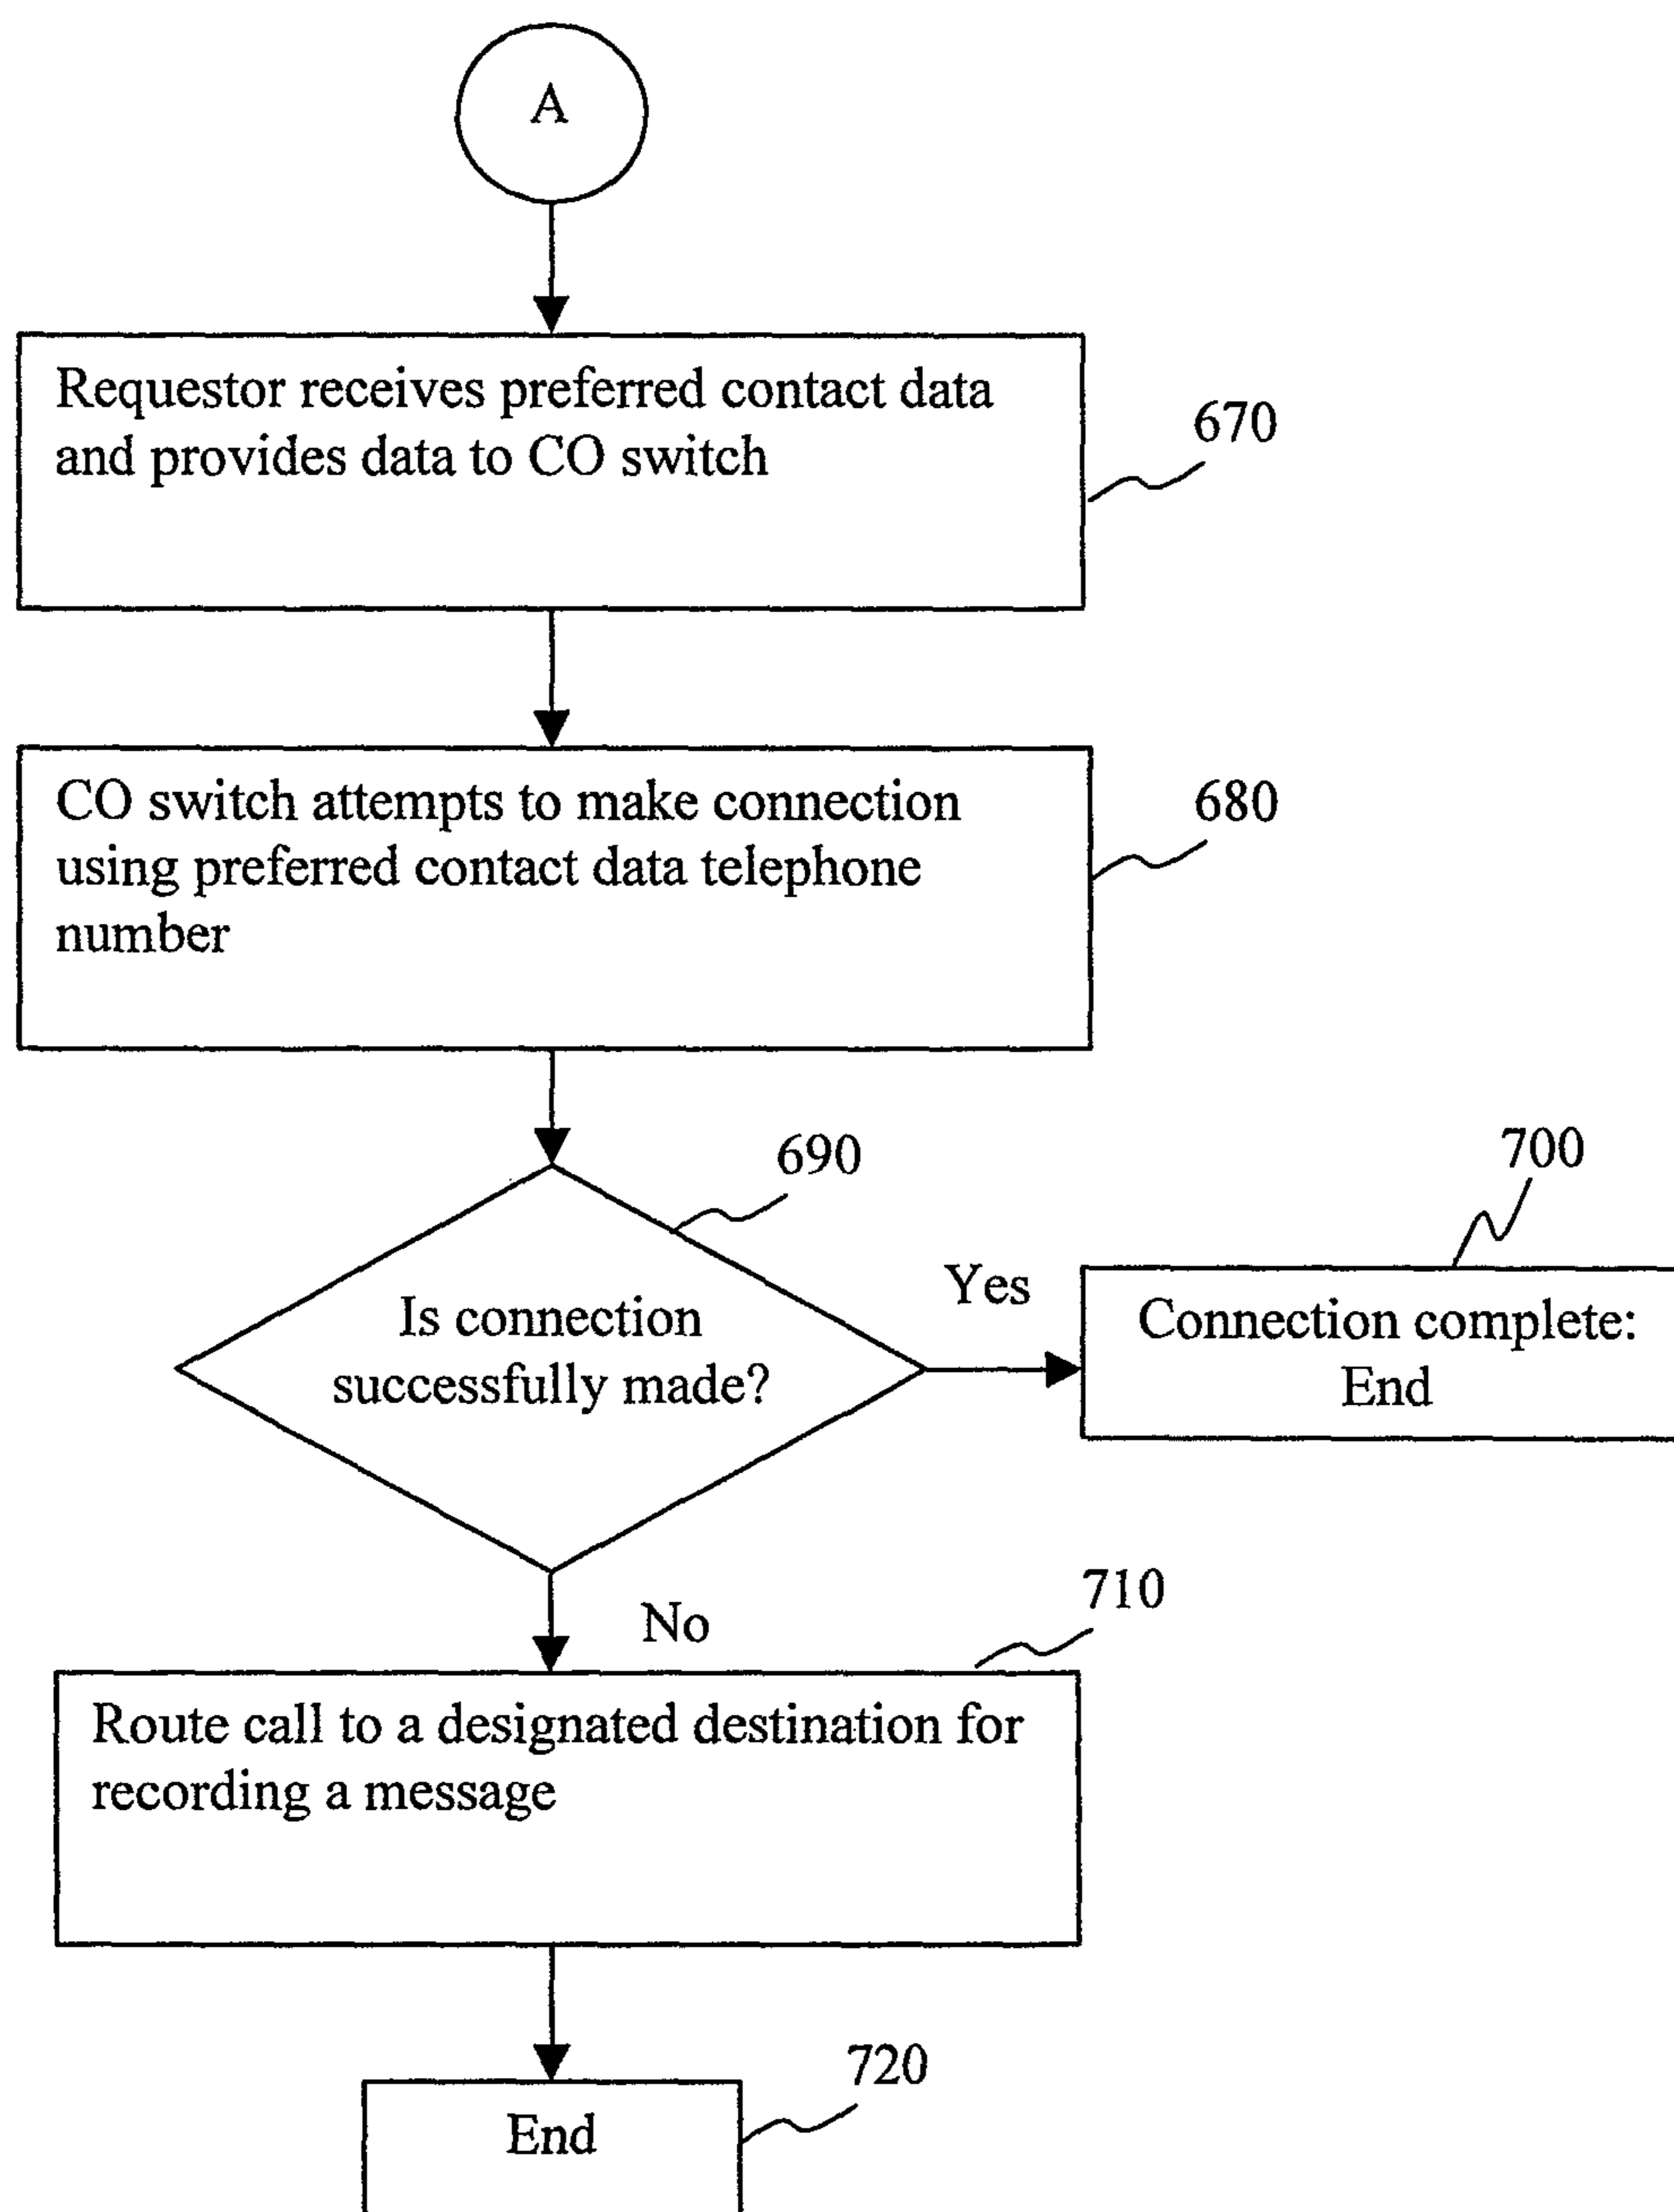 A
Requestor receives preferred contact data
and provides data to CO switch
670
CO switch attempts to make connection
using preferred contact data telephone
number
680
690
Is connection
successfully made?
Yes
700
Connection complete:
End
No
710
Route call to a designated destination for
recording a message
720
End